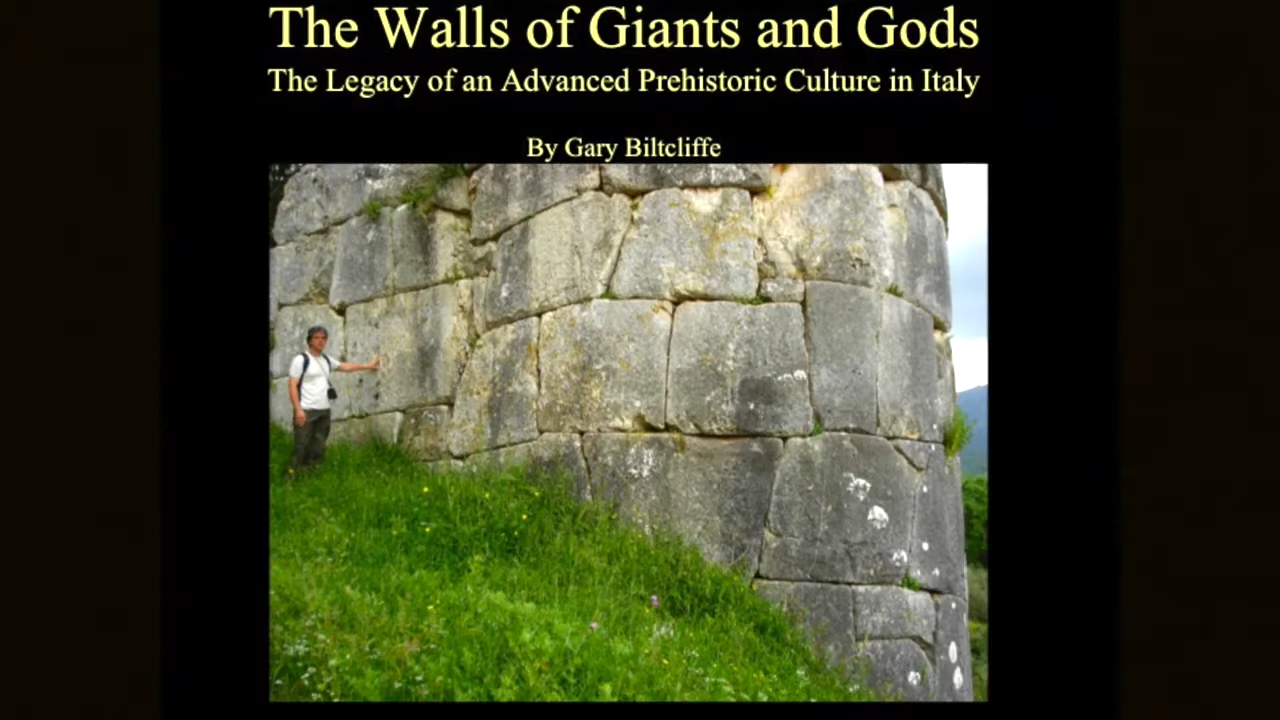 The Walls of Giants and Gods
The Legacy of an Advanced Prehistoric Culture in Italy
By Gary Biltcliffe